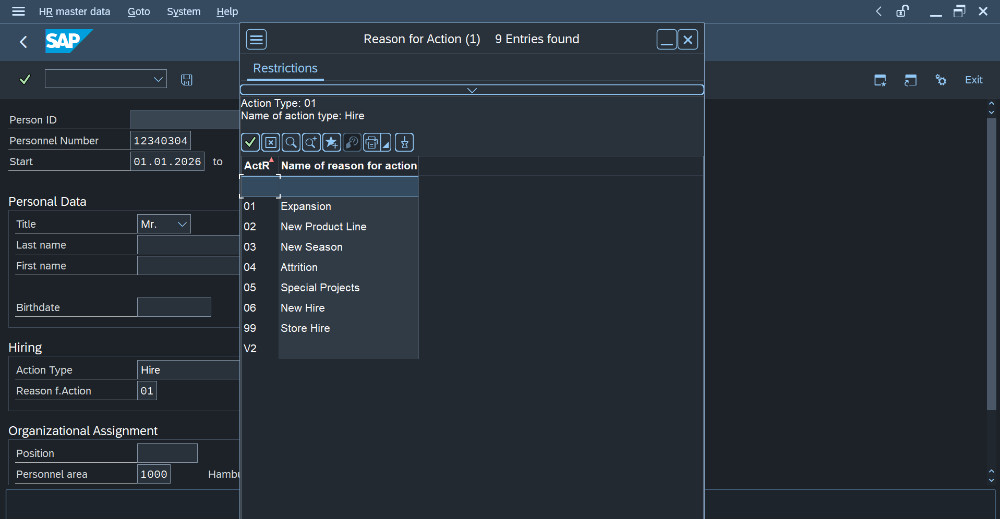 HR master data Goto System Help
SAP
Reason for Action (1) 9 Entries found
Restrictions
Exit
Action Type: 01
Name of action type: Hire
Person ID
Personnel Number 12340304
Start 01.01.2026 to
Personal Data
Title Mr.
Last name
First name
Birthdate
Hiring
Action Type Hire
Reason f.Action 01
Organizational Assignment
Position
Personnel area 1000 Hambu
ActR Name of reason for action
01 Expansion
02 New Product Line
03 New Season
04 Attrition
05 Special Projects
06 New Hire
99 Store Hire
V2